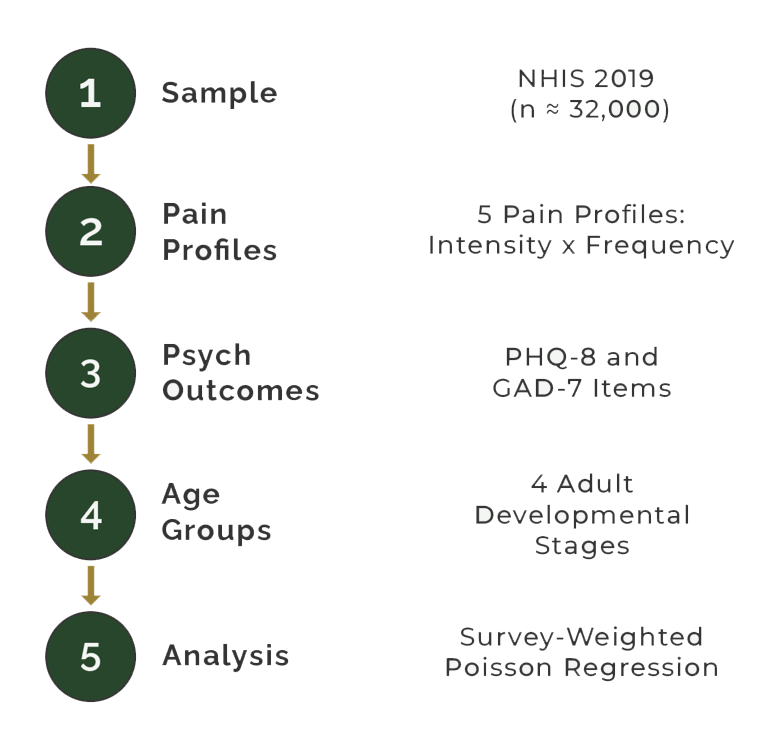 1
Sample
NHIS 2019
(n ≈ 32,000)
2
Pain
Profiles
5 Pain Profiles:
Intensity x Frequency
3
Psych
Outcomes
PHQ-8 and
GAD-7 Items
4
Age
Groups
4 Adult
Developmental
Stages
5
Analysis
Survey-Weighted
Poisson Regression